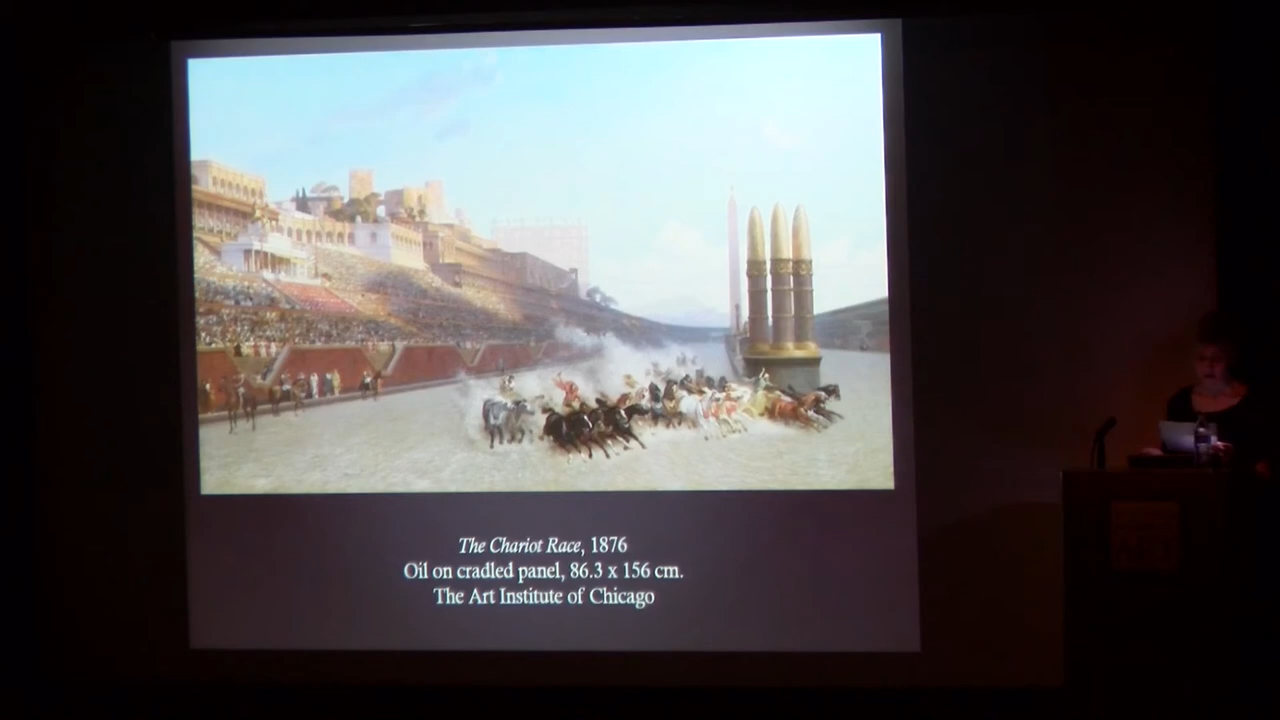 The Chariot Race, 1876
Oil on cradled panel, 86.3 x 156 cm.
The Art Institute of Chicago